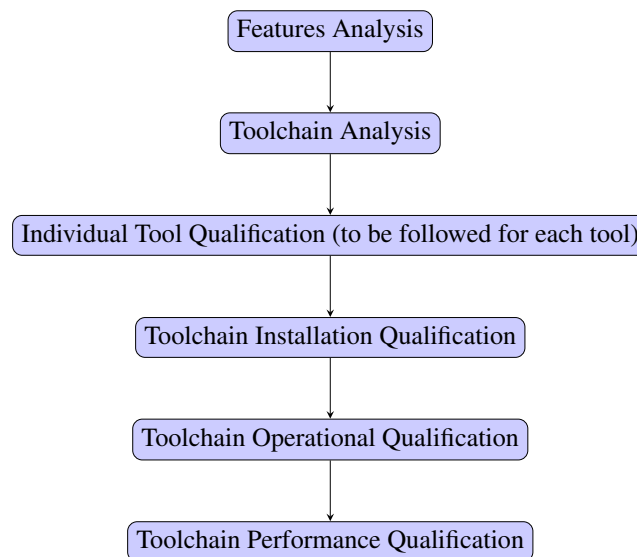 Features Analysis
Toolchain Analysis
Individual Tool Qualification (to be followed for each tool)
Toolchain Installation Qualification
Toolchain Operational Qualification
Toolchain Performance Qualification